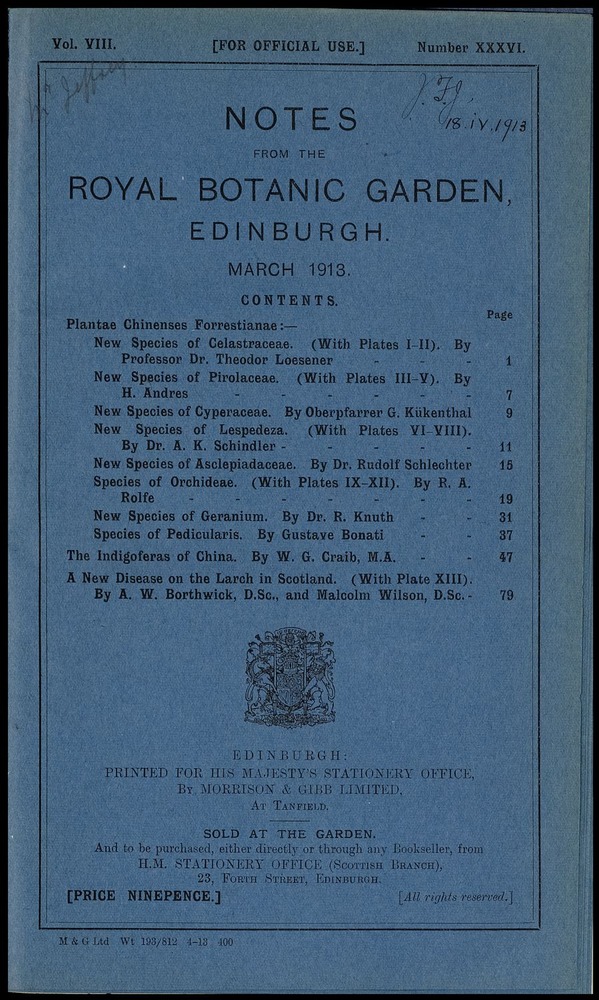 Vol. VIII. [FOR OFFICIAL USE.] Number XXXVI.
18.iv.1913
NOTES
FROM THE
ROYAL BOTANIC GARDEN,
EDINBURGH.
MARCH 1913.
CONTENTS.
Page
Plantae Chinenses Forrestianae:—
New Species of Celastraceae. (With Plates I-II). By
Professor Dr. Theodor Loesener - - - 1
New Species of Pirolaceae. (With Plates III-V). By
H. Andres - - - - - - 7
New Species of Cyperaceae. By Oberpfarrer G. Kükenthal 9
New Species of Lespedeza. (With Plates VI-VIII).
By Dr. A. K. Schindler - - - - - 11
New Species of Asclepiadaceae. By Dr. Rudolf Schlechter 15
Species of Orchideae. (With Plates IX-XII). By R. A.
Rolfe - - - - - - - 19
New Species of Geranium. By Dr. R. Knuth - - 31
Species of Pedicularis. By Gustave Bonati - - 37
The Indigoferas of China. By W. G. Craib, M.A. - - 47
A New Disease on the Larch in Scotland. (With Plate XIII).
By A. W. Borthwick, D.Sc., and Malcolm Wilson, D.Sc. - 79
EDINBURGH:
PRINTED FOR HIS MAJESTY'S STATIONERY OFFICE,
By MORRISON & GIBB LIMITED,
At Tanfield.
SOLD AT THE GARDEN.
And to be purchased, either directly or through any Bookseller, from
H.M. STATIONERY OFFICE (Scottish Branch),
23, Forth Street, Edinburgh.
[PRICE NINEPENCE.] [All rights reserved.]
M & G Ltd Wt 193/812 4-13 400